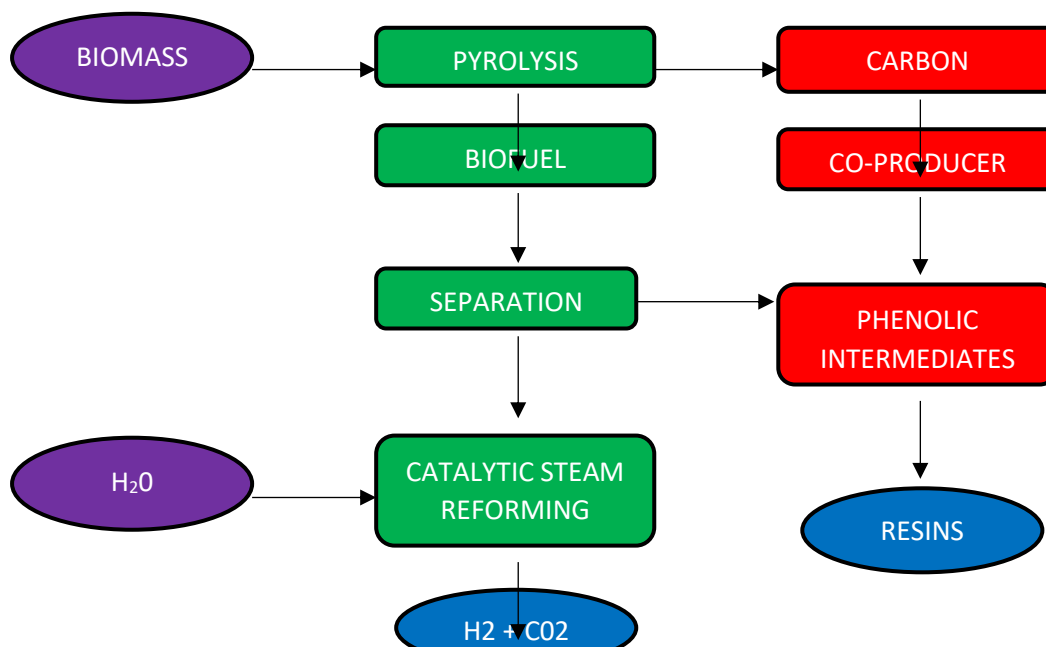 BIOMASS
PYROLYSIS
CARBON
BIOFUEL
CO-PRODUCER
SEPARATION
PHENOLIC
INTERMEDIATES
H₂0
CATALYTIC STEAM
REFORMING
RESINS
H2 + C02